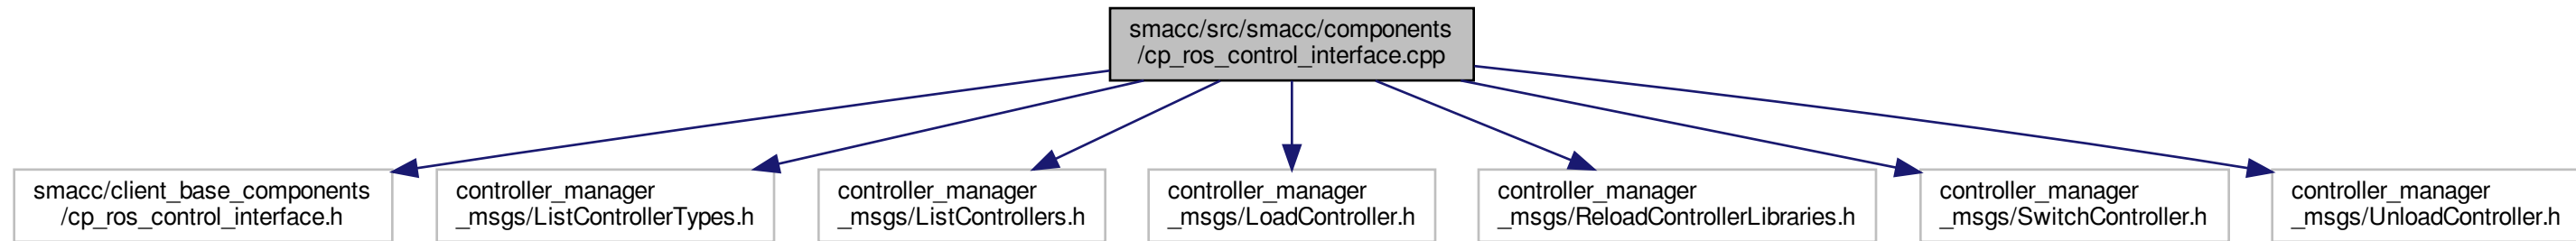 smacc/src/smacc/components
/cp_ros_control_interface.cpp
smacc/client_base_components
/cp_ros_control_interface.h
controller_manager
_msgs/ListControllerTypes.h
controller_manager
_msgs/ListControllers.h
controller_manager
_msgs/LoadController.h
controller_manager
_msgs/ReloadControllerLibraries.h
controller_manager
_msgs/SwitchController.h
controller_manager
_msgs/UnloadController.h